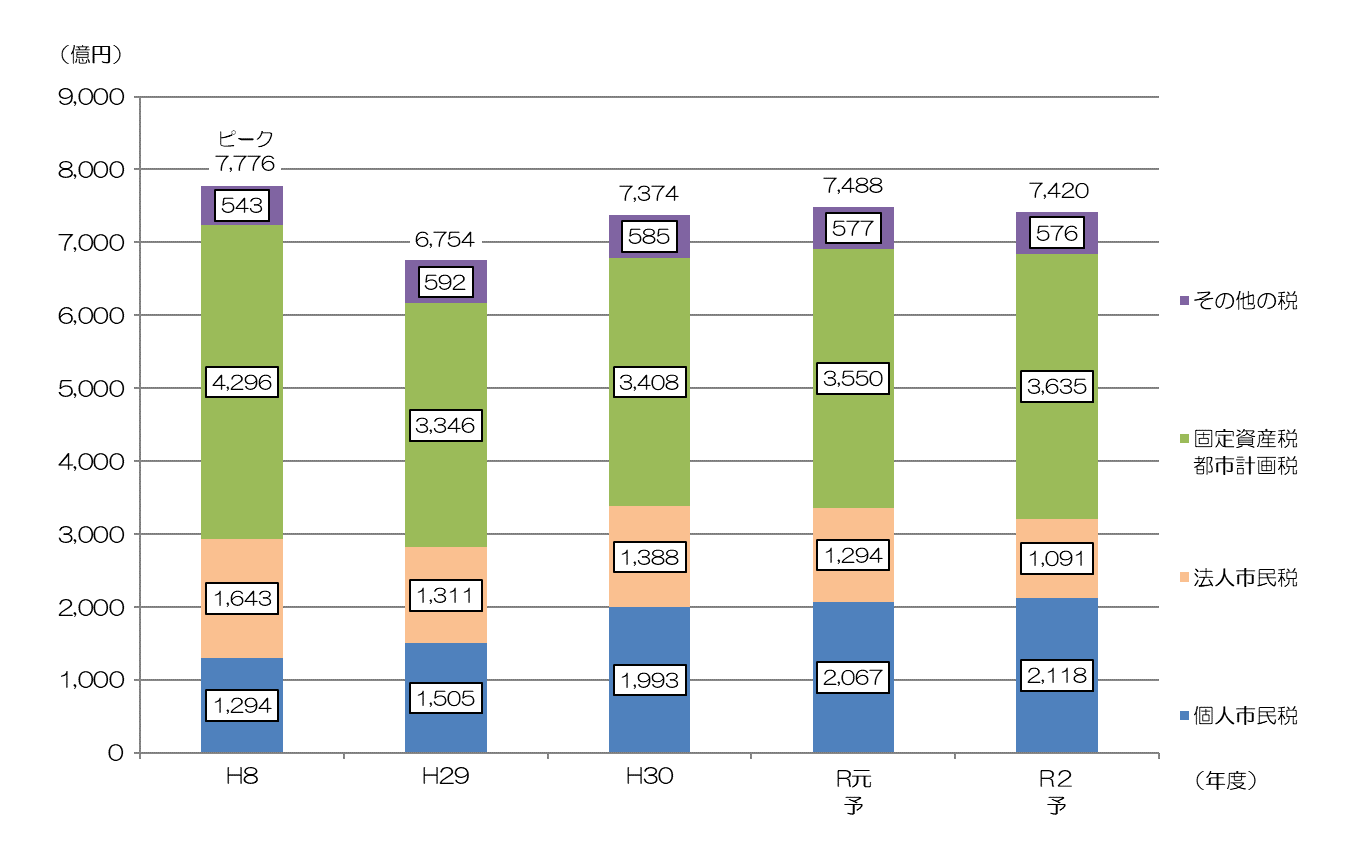 （億円）
9,000
8,000
7,000
6,000
5,000
4,000
3,000
2,000
1,000
0
ピーク
7,776
543
4,296
1,643
1,294
6,754
592
3,346
1,311
1,505
7,374
585
3,408
1,388
1,993
7,488
577
3,550
1,294
2,067
7,420
576
3,635
1,091
2,118
H8
H29
H30
R元
予
R2
予
（年度）
その他の税
固定資産税
都市計画税
法人市民税
個人市民税